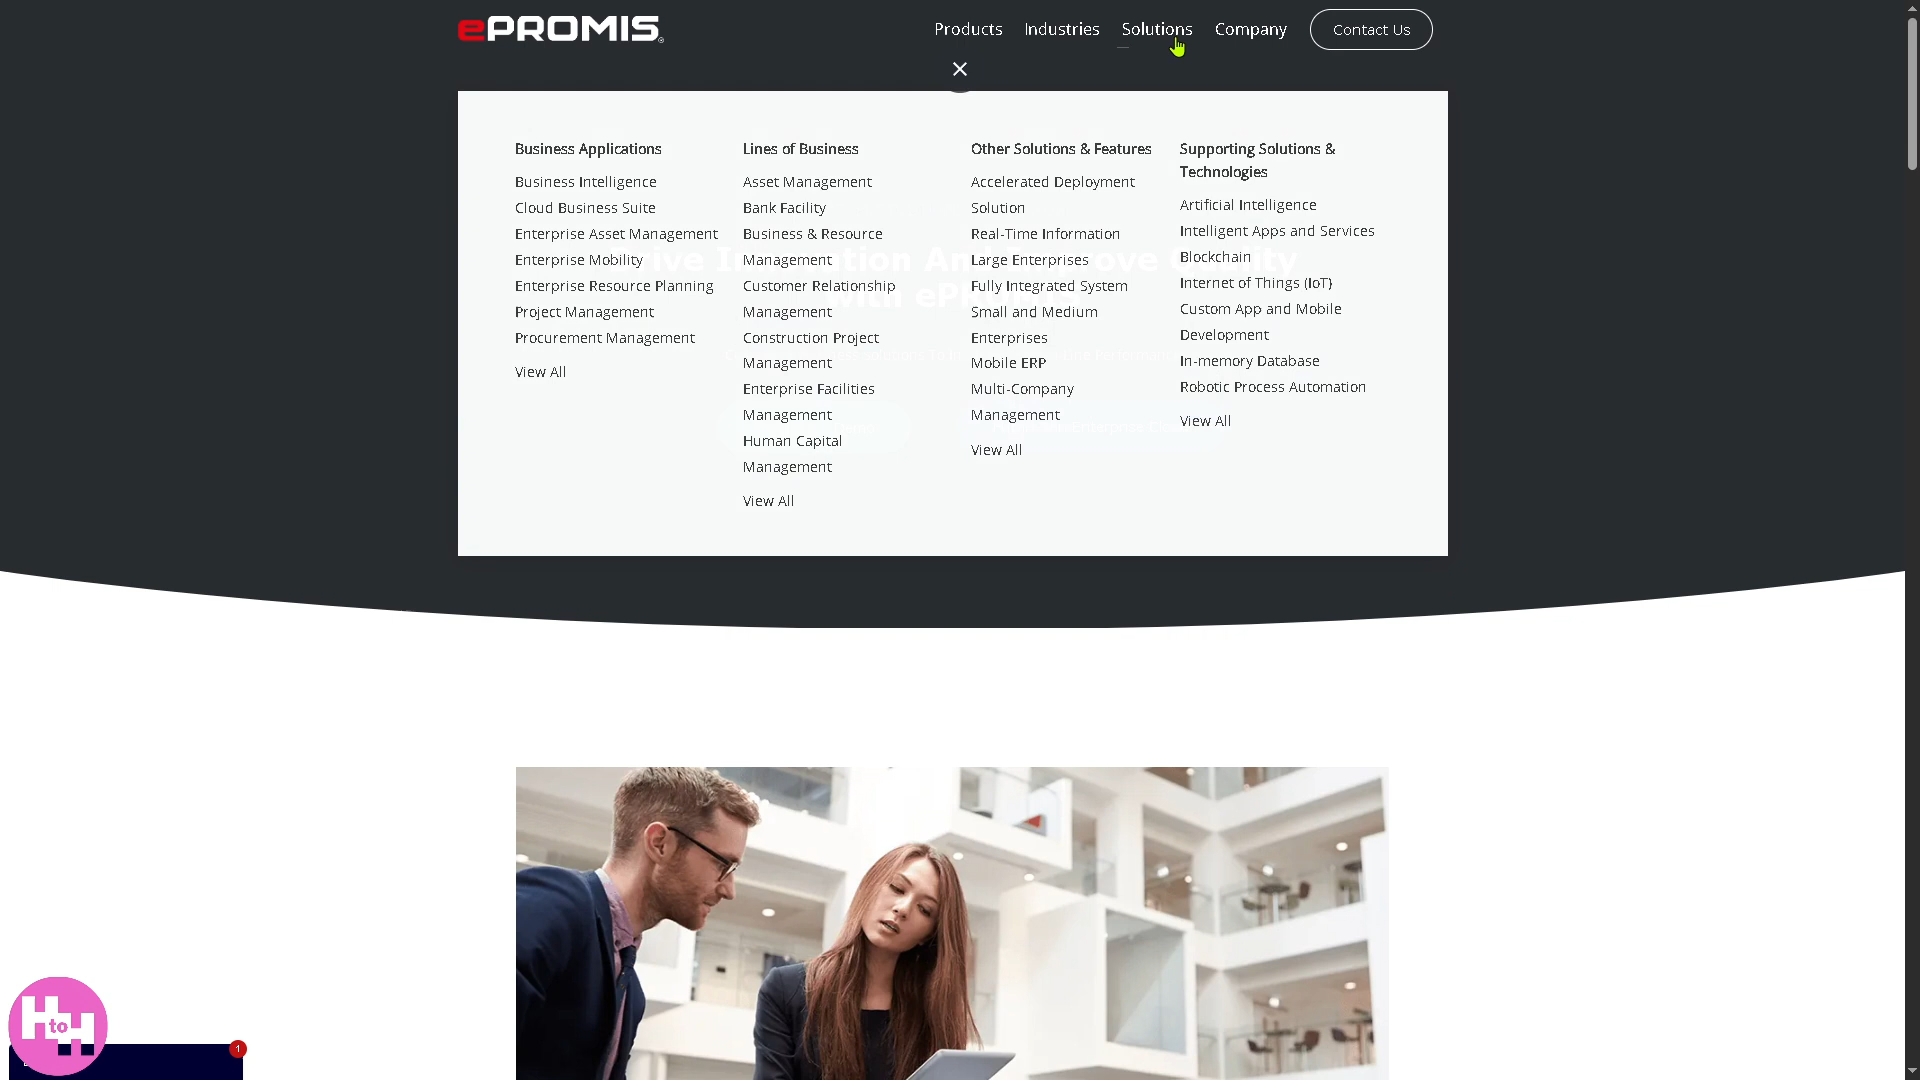 ePROMIS
Products
Industries
Solutions
Company
Contact Us
Business Applications
Business Intelligence
Cloud Business Suite
Enterprise Asset Management
Enterprise Mobility
Enterprise Resource Planning
Project Management
Procurement Management
View All
Lines of Business
Asset Management
Bank Facility
Business & Resource
Management
Customer Relationship
Management
Construction Project
Management
Enterprise Facilities
Management
Human Capital
Management
View All
Other Solutions & Features
Accelerated Deployment
Solution
Real-Time Information
Large Enterprises
Fully Integrated System
Small and Medium
Enterprises
Mobile ERP
Multi-Company
Management
View All
Supporting Solutions &
Technologies
Artificial Intelligence
Intelligent Apps and Services
Blockchain
Internet of Things (IoT)
Custom App and Mobile
Development
In-memory Database
Robotic Process Automation
View All
with ePROMIS
H to H
1